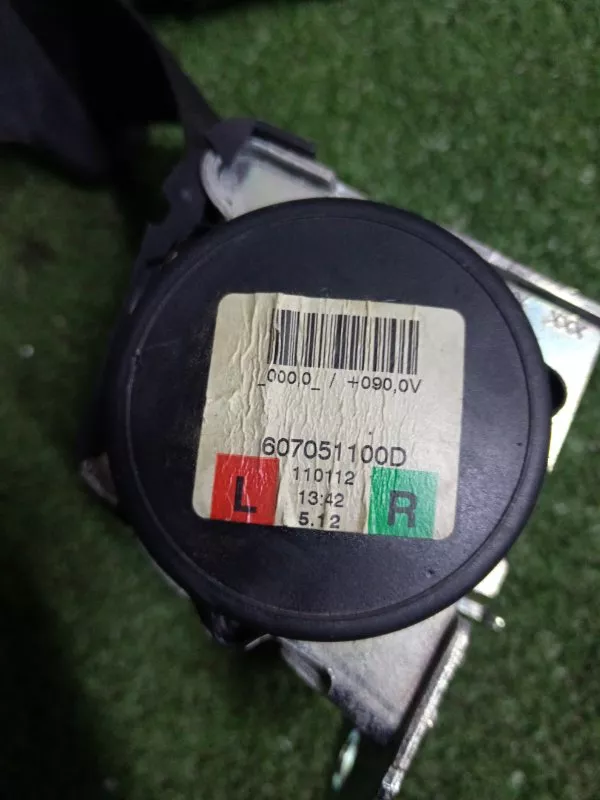 _000.0_ / +090,0V
607051100D
110112
L
13:42
R
5.12